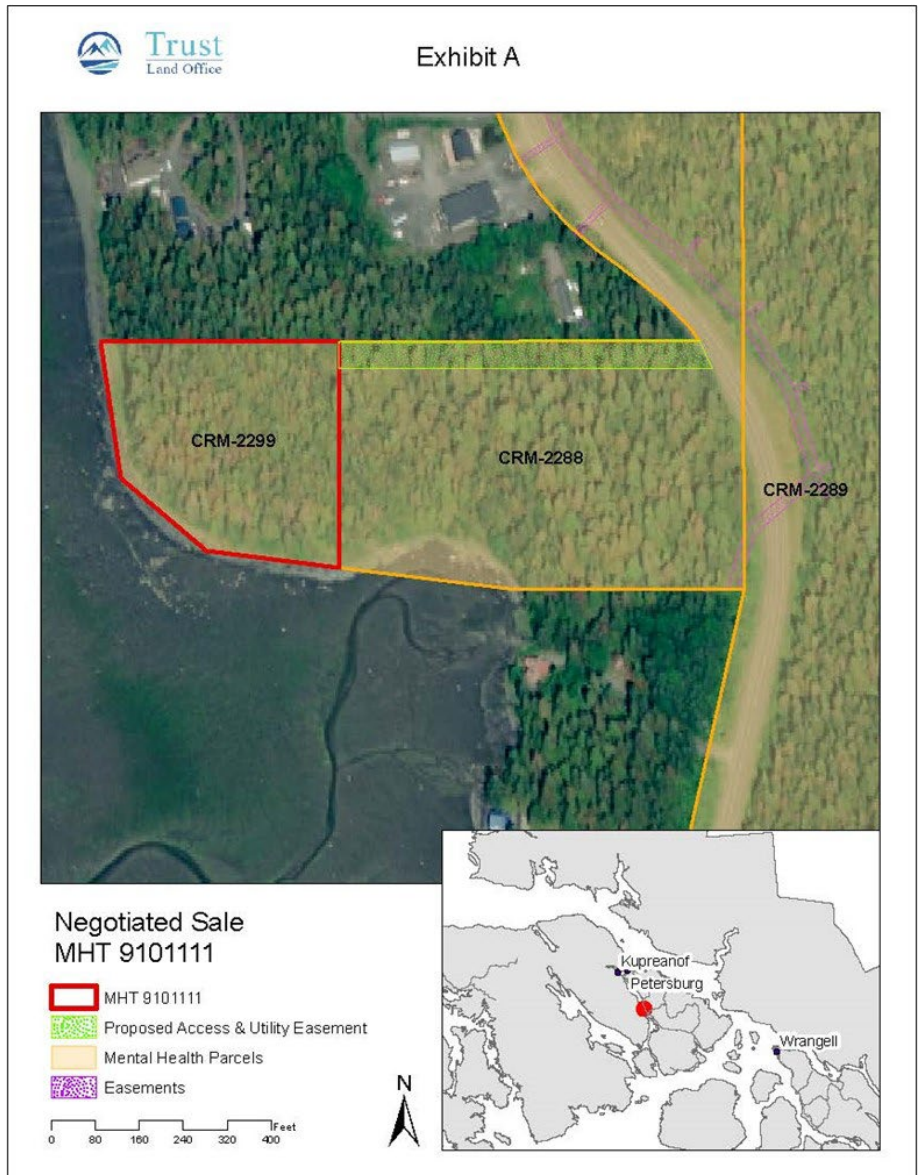 Trust
Land Office
Exhibit A
CRM-2299
CRM-2288
CRM-2289
Negotiated Sale
MHT 9101111
MHT 9101111
Proposed Access & Utility Easement
Mental Health Parcels
Easements
0 80 160 240 320 400 Feet
N
Kupreanof
Petersburg
Wrangell